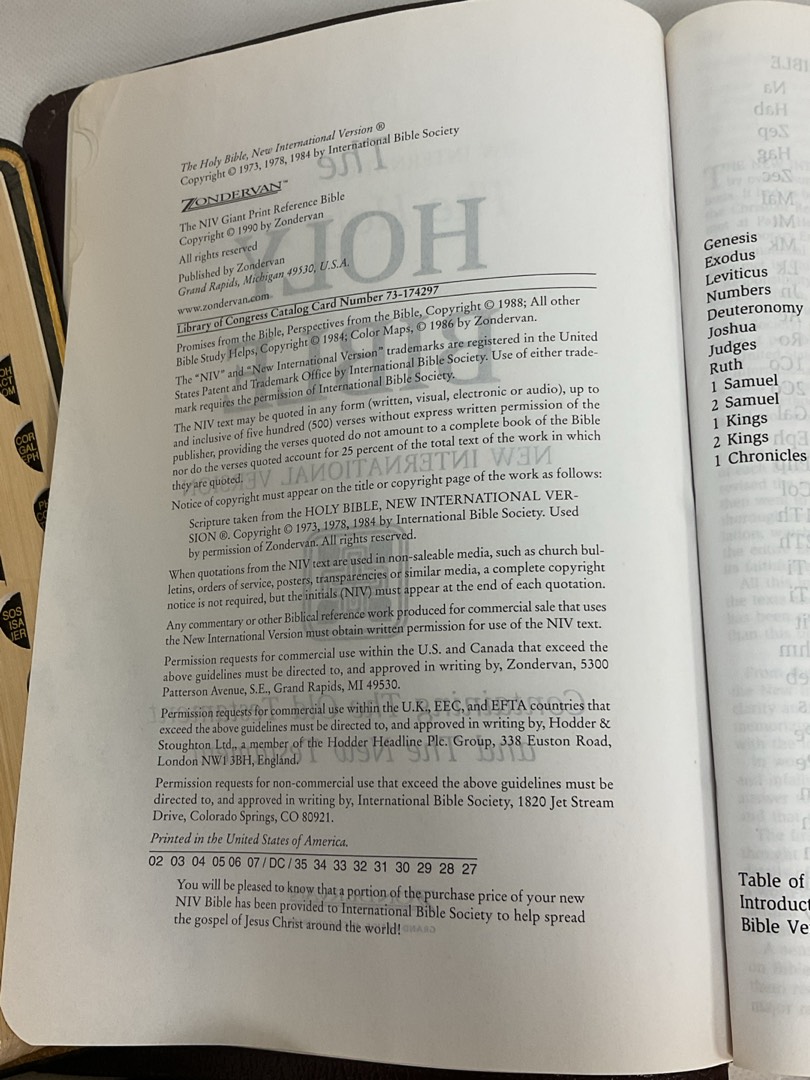 The Holy Bible, New International Version ®
Copyright © 1973, 1978, 1984 by International Bible Society
ZONDERVAN™
The NIV Giant Print Reference Bible
Copyright © 1990 by Zondervan
All rights reserved
Published by Zondervan
Grand Rapids, Michigan 49530, U.S.A.
www.zondervan.com
Library of Congress Catalog Card Number 73-174297
Promises from the Bible, Perspectives from the Bible, Copyright © 1988; All other
Bible Study Helps, Copyright © 1984; Color Maps, © 1986 by Zondervan.
The “NIV” and “New International Version” trademarks are registered in the United
States Patent and Trademark Office by International Bible Society. Use of either trade-
mark requires the permission of International Bible Society.
The NIV text may be quoted in any form (written, visual, electronic or audio), up to
and inclusive of five hundred (500) verses without express written permission of the
publisher, providing the verses quoted do not amount to a complete book of the Bible
nor do the verses quoted account for 25 percent of the total text of the work in which
they are quoted.
Notice of copyright must appear on the title or copyright page of the work as follows:
Scripture taken from the HOLY BIBLE, NEW INTERNATIONAL VER-
SION ®. Copyright © 1973, 1978, 1984 by International Bible Society. Used
by permission of Zondervan. All rights reserved.
When quotations from the NIV text are used in non-saleable media, such as church bul-
letins, orders of service, posters, transparencies or similar media, a complete copyright
notice is not required, but the initials (NIV) must appear at the end of each quotation.
Any commentary or other Biblical reference work produced for commercial sale that uses
the New International Version must obtain written permission for use of the NIV text.
Permission requests for commercial use within the U.S. and Canada that exceed the
above guidelines must be directed to, and approved in writing by, Zondervan, 5300
Patterson Avenue, S.E., Grand Rapids, MI 49530.
Permission requests for commercial use within the U.K., EEC, and EFTA countries that
exceed the above guidelines must be directed to, and approved in writing by, Hodder &
Stoughton Ltd., a member of the Hodder Headline Plc. Group, 338 Euston Road,
London NW1 3BH, England.
Permission requests for non-commercial use that exceed the above guidelines must be
directed to, and approved in writing by, International Bible Society, 1820 Jet Stream
Drive, Colorado Springs, CO 80921.
Printed in the United States of America.
02 03 04 05 06 07 / DC / 35 34 33 32 31 30 29 28 27
You will be pleased to know that a portion of the purchase price of your new
NIV Bible has been provided to International Bible Society to help spread
the gospel of Jesus Christ around the world!
Genesis
Exodus
Leviticus
Numbers
Deuteronomy
Joshua
Judges
Ruth
1 Samuel
2 Samuel
1 Kings
2 Kings
1 Chronicles
Table of
Introduct
Bible Ve
COR
GAL
EPH
SOS
ISA
JER